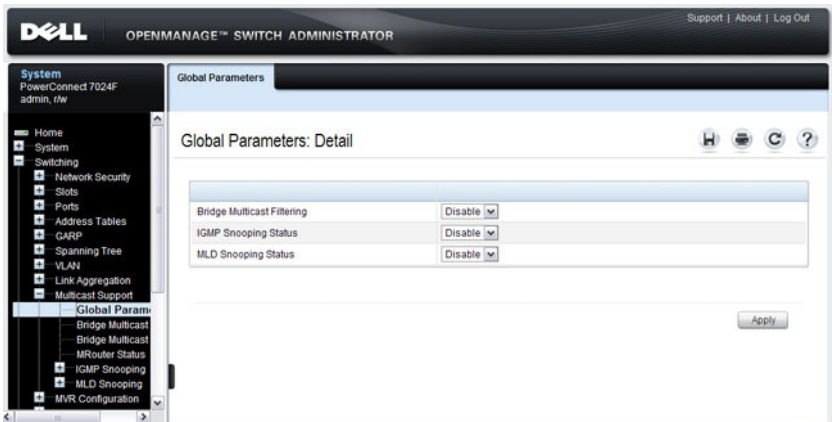 Support | About | Log Out
DELL OPENMANAGE™ SWITCH ADMINISTRATOR
System
PowerConnect 7024F
admin, r/w
Home
System
Switching
Network Security
Slots
Ports
Address Tables
GARP
Spanning Tree
VLAN
Link Aggregation
Multicast Support
Global Param
Bridge Multicast
Bridge Multicast
MRouter Status
IGMP Snooping
MLD Snooping
MVR Configuration
Global Parameters
Global Parameters: Detail
H ? C
Bridge Multicast Filtering Disable
IGMP Snooping Status Disable
MLD Snooping Status Disable
Apply